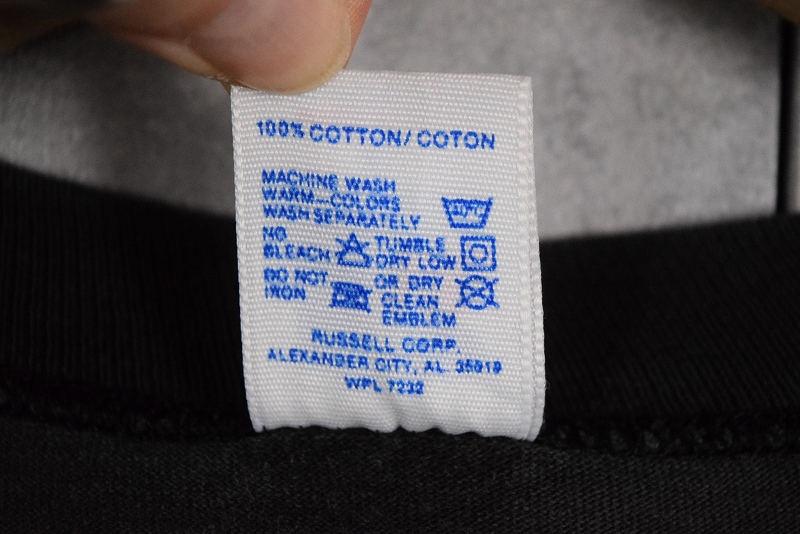 100% COTTON/COTON
MACHINE WASH
WARM—COLORS
WASH SEPARATELY
NO
BLEACH
TUMBLE
DRY LOW
DO NOT
IRON
OR DRY
CLEAN
EMBLEM
RUSSELL CORP.
ALEXANDER CITY, AL. 35010
WPL 7232